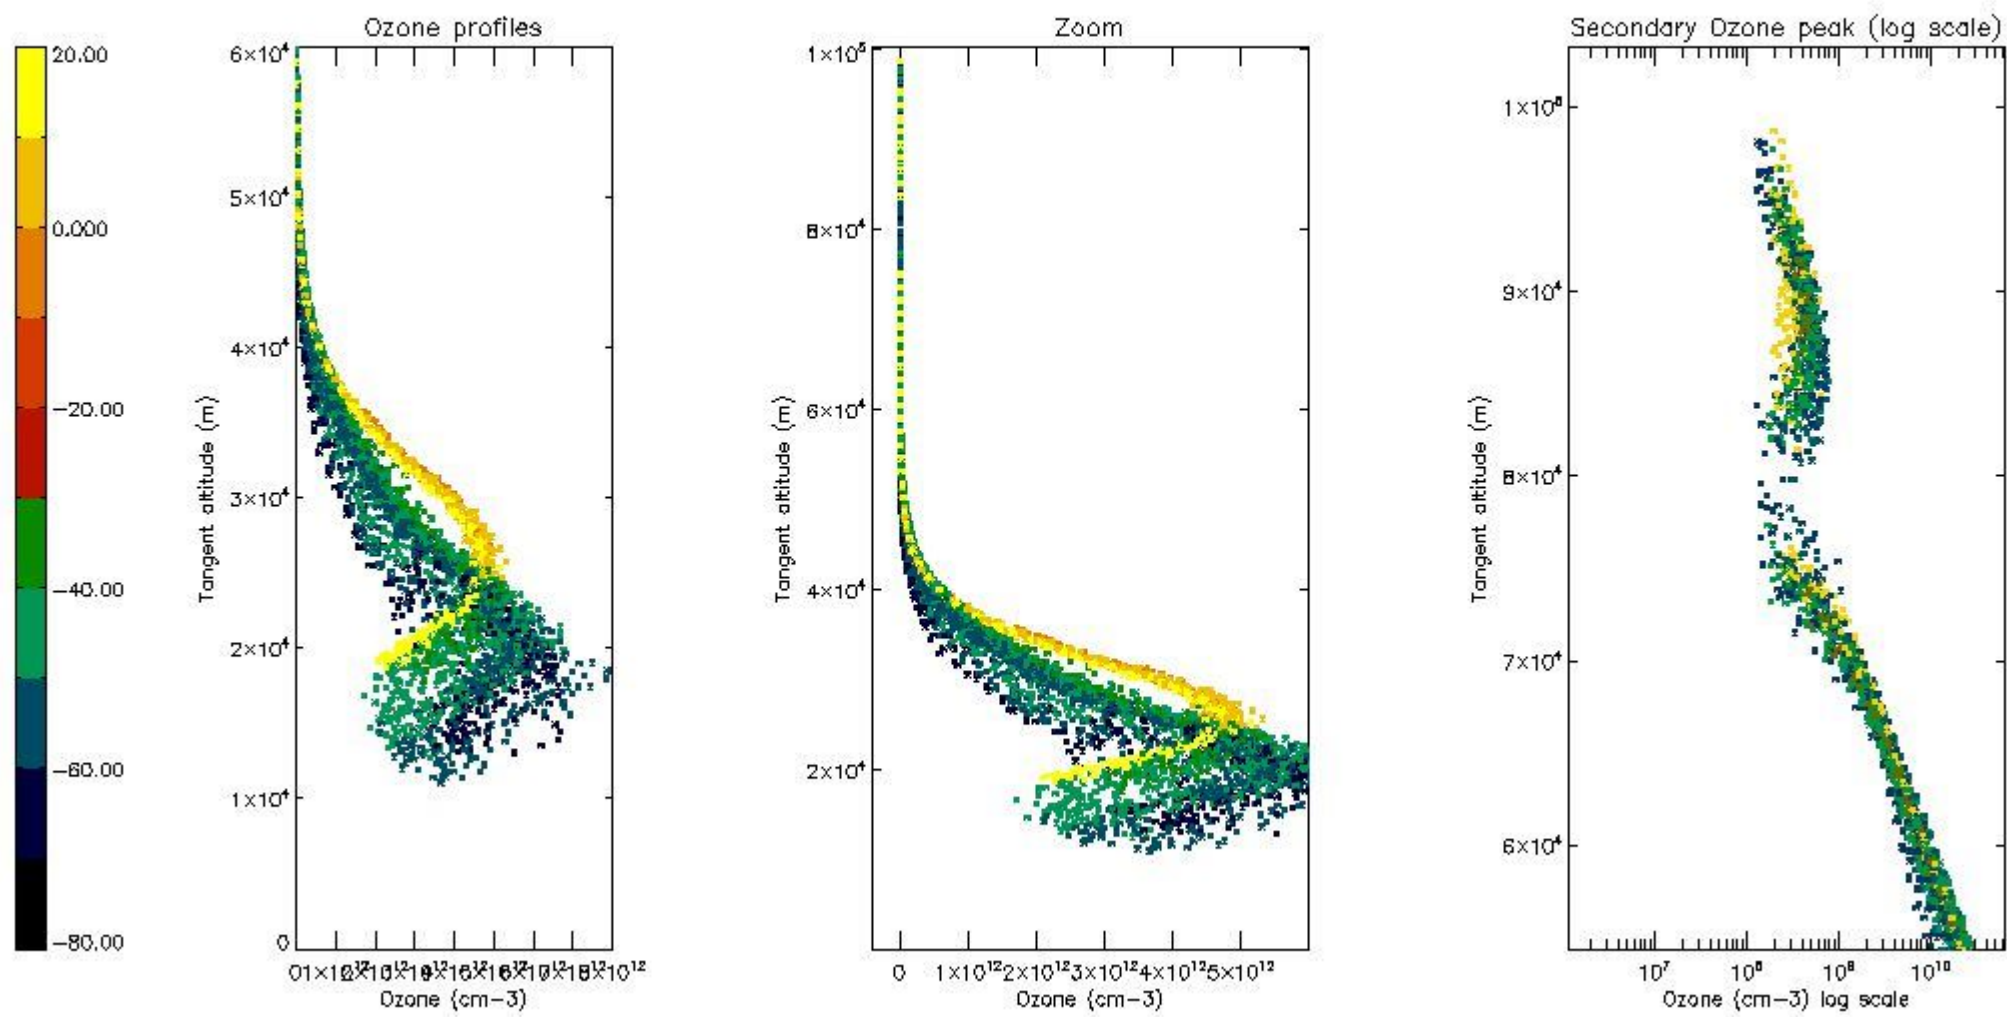 Ozone profiles
Zoom
Secondary Ozone peak (log scale)
20.00
0.000
−20.00
−40.00
−60.00
−80.00
Tangent altitude (m)
6×10⁴
5×10⁴
4×10⁴
3×10⁴
2×10⁴
1×10⁴
0
Ozone (cm−3)
Tangent altitude (m)
1×10⁵
8×10⁴
6×10⁴
4×10⁴
2×10⁴
0 1×10¹² 2×10¹² 3×10¹² 4×10¹² 5×10¹²
Ozone (cm−3)
Tangent altitude (m)
1×10⁵
9×10⁴
8×10⁴
7×10⁴
6×10⁴
10⁷ 10⁸ 10⁹ 10¹⁰
Ozone (cm−3) log scale